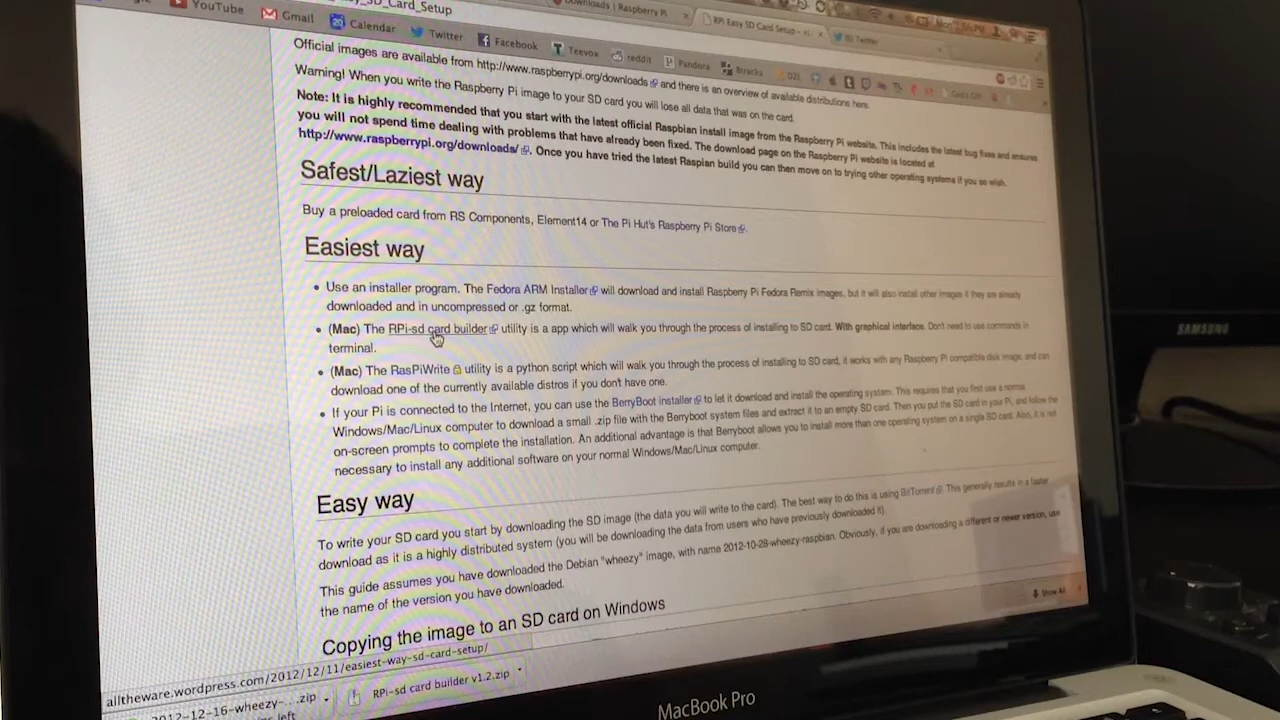 _SD_Card_Setup
Downloads | Raspberry Pi
RPi Easy SD Card Setup - eL
Twitter
YouTube
Gmail
Calendar
Twitter
Facebook
Teevox
reddit
Pandora
Btracks
D2L
Official images are available from http://www.raspberrypi.org/downloads and there is an overview of available distributions here.
Warning! When you write the Raspberry Pi image to your SD card you will lose all data that was on the card.
Note: It is highly recommended that you start with the latest official Raspbian install image from the Raspberry Pi website. This includes the latest bug fixes and ensures
you will not spend time dealing with problems that have already been fixed. The download page on the Raspberry Pi website is located at
http://www.raspberrypi.org/downloads/. Once you have tried the latest Raspian build you can then move on to trying other operating systems if you so wish.
Safest/Laziest way
Buy a preloaded card from RS Components, Element14 or The Pi Hut's Raspberry Pi Store.
Easiest way
• Use an installer program. The Fedora ARM Installer will download and install Raspberry Pi Fedora Remix images, but it will also install other images if they are already
downloaded and in uncompressed or .gz format.
• (Mac) The RPi-sd card builder utility is a app which will walk you through the process of installing to SD card. With graphical interface. Don't need to use commands in
terminal.
• (Mac) The RasPiWrite utility is a python script which will walk you through the process of installing to SD card, it works with any Raspberry Pi compatible disk image, and can
download one of the currently available distros if you don't have one.
• If your Pi is connected to the Internet, you can use the BerryBoot installer to let it download and install the operating system. This requires that you first use a normal
Windows/Mac/Linux computer to download a small .zip file with the Berryboot system files and extract it to an empty SD card. Then you put the SD card in your Pi, and follow the
on-screen prompts to complete the installation. An additional advantage is that Berryboot allows you to install more than one operating system on a single SD card. Also, it is not
necessary to install any additional software on your normal Windows/Mac/Linux computer.
Easy way
To write your SD card you start by downloading the SD image (the data you will write to the card). The best way to do this is using BitTorrent. This generally results in a faster
download as it is a highly distributed system (you will be downloading the data from users who have previously downloaded it).
This guide assumes you have downloaded the Debian "wheezy" image, with name 2012-10-28-wheezy-raspbian. Obviously, if you are downloading a different or newer version, use
the name of the version you have downloaded.
Copying the image to an SD card on Windows
alltheware.wordpress.com/2012/12/11/easiest-way-sd-card-setup/
2012-12-16-wheezy-....zip
RPi-sd card builder v1.2.zip
Show All
left
MacBook Pro
SAMSUNG